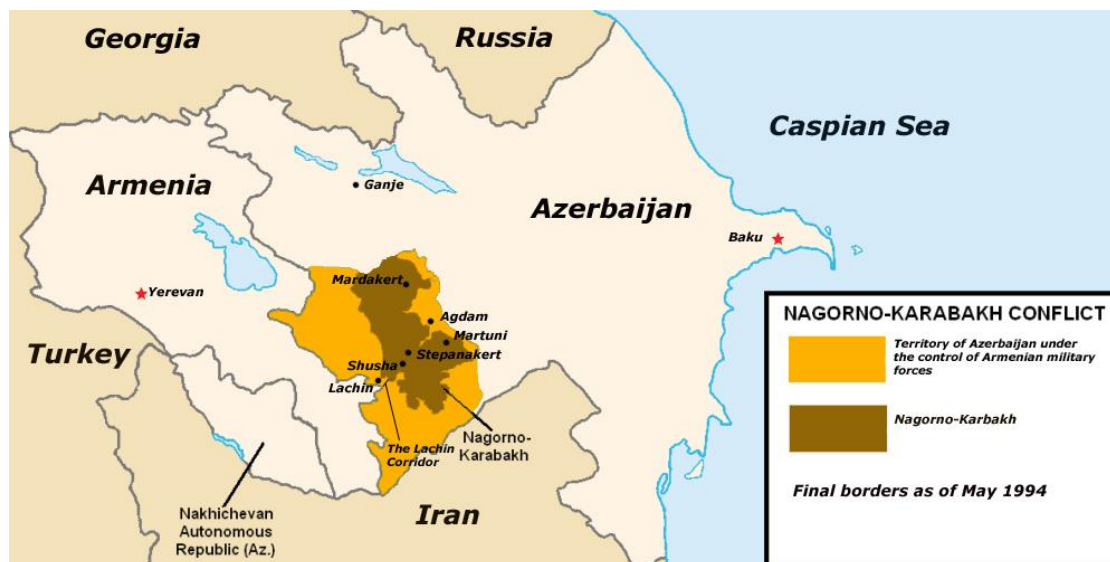 Georgia
Russia
Caspian Sea
Armenia
Ganje
Azerbaijan
Baku
Yerevan
Mardakert
Agdam
Martuni
Stepanakert
Shusha
Lachin
Turkey
The Lachin
Corridor
Nagorno-
Karabakh
Iran
Nakhichevan
Autonomous
Republic (Az.)
NAGORNO-KARABAKH CONFLICT
Territory of Azerbaijan under
the control of Armenian military
forces
Nagorno-Karbakh
Final borders as of May 1994